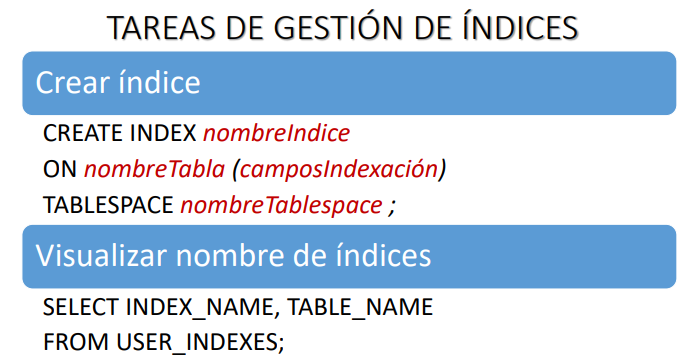 TAREAS DE GESTIÓN DE ÍNDICES
Crear índice
CREATE INDEX nombreIndice
ON nombreTabla (camposIndexación)
TABLESPACE nombreTablespace ;
Visualizar nombre de índices
SELECT INDEX_NAME, TABLE_NAME
FROM USER_INDEXES;